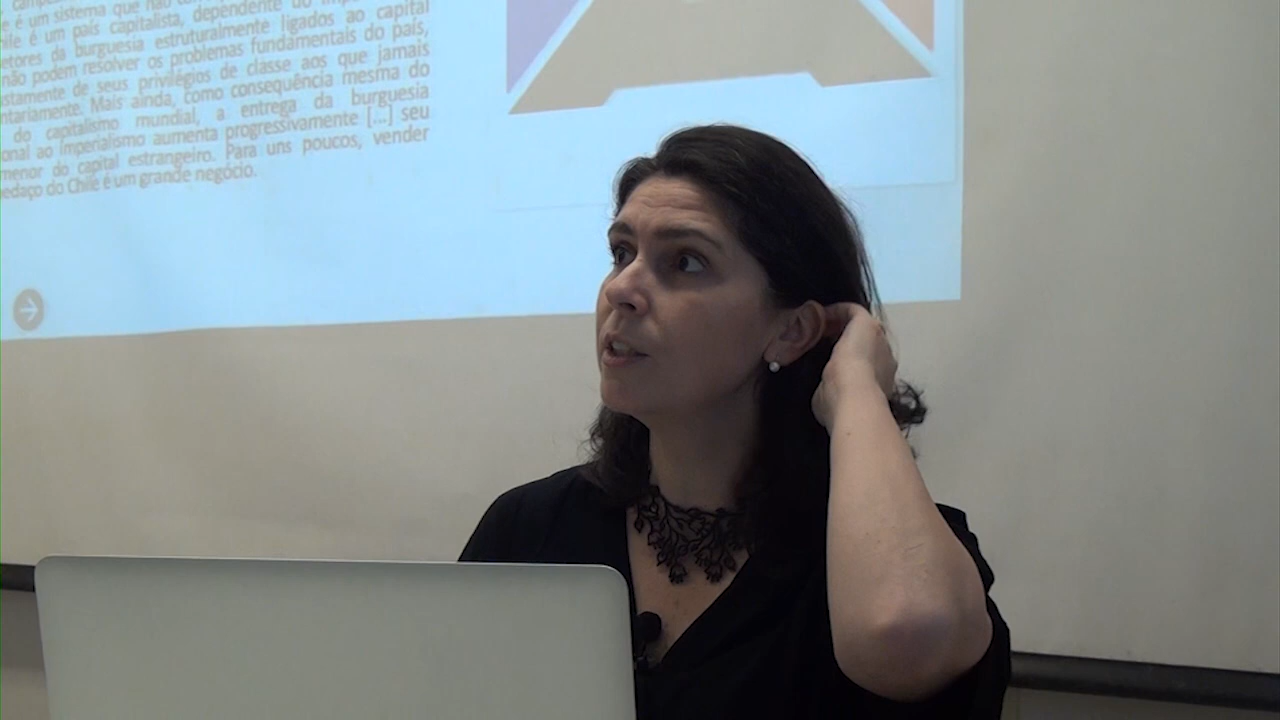 e é um sistema que não
hile é um país capitalista, dependente do
tores da burguesia estruturalmente ligados ao capital
não podem resolver os problemas fundamentais do país,
stamente de seus privilégios de classe aos que jamais
ntariamente. Mais ainda, como consequência mesma do
do capitalismo mundial, a entrega da burguesia
onal ao imperialismo aumenta progressivamente [...] seu
menor do capital estrangeiro. Para uns poucos, vender
edaço do Chile é um grande negócio.